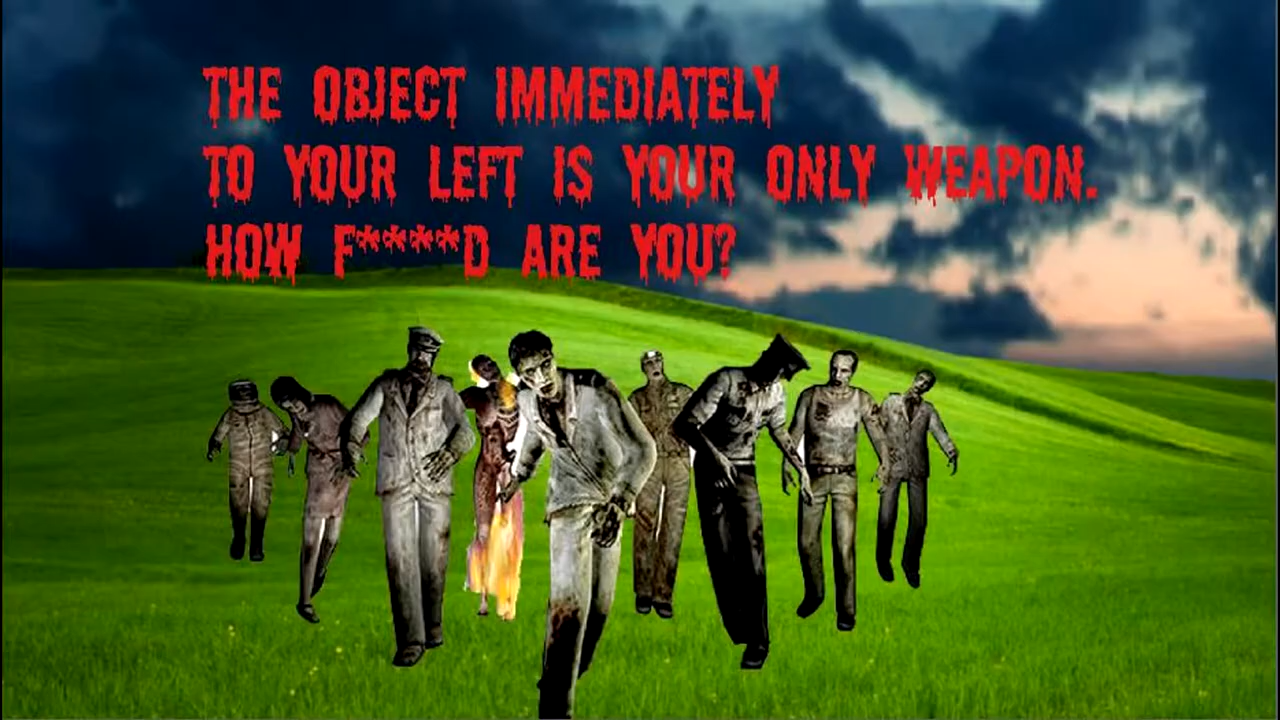 THE OBJECT IMMEDIATELY
TO YOUR LEFT IS YOUR ONLY WEAPON.
HOW F****D ARE YOU?